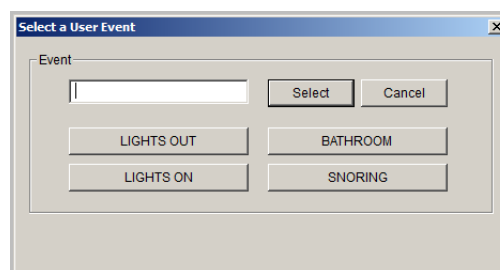 Select a User Event
Event
Select Cancel
LIGHTS OUT BATHROOM
LIGHTS ON SNORING